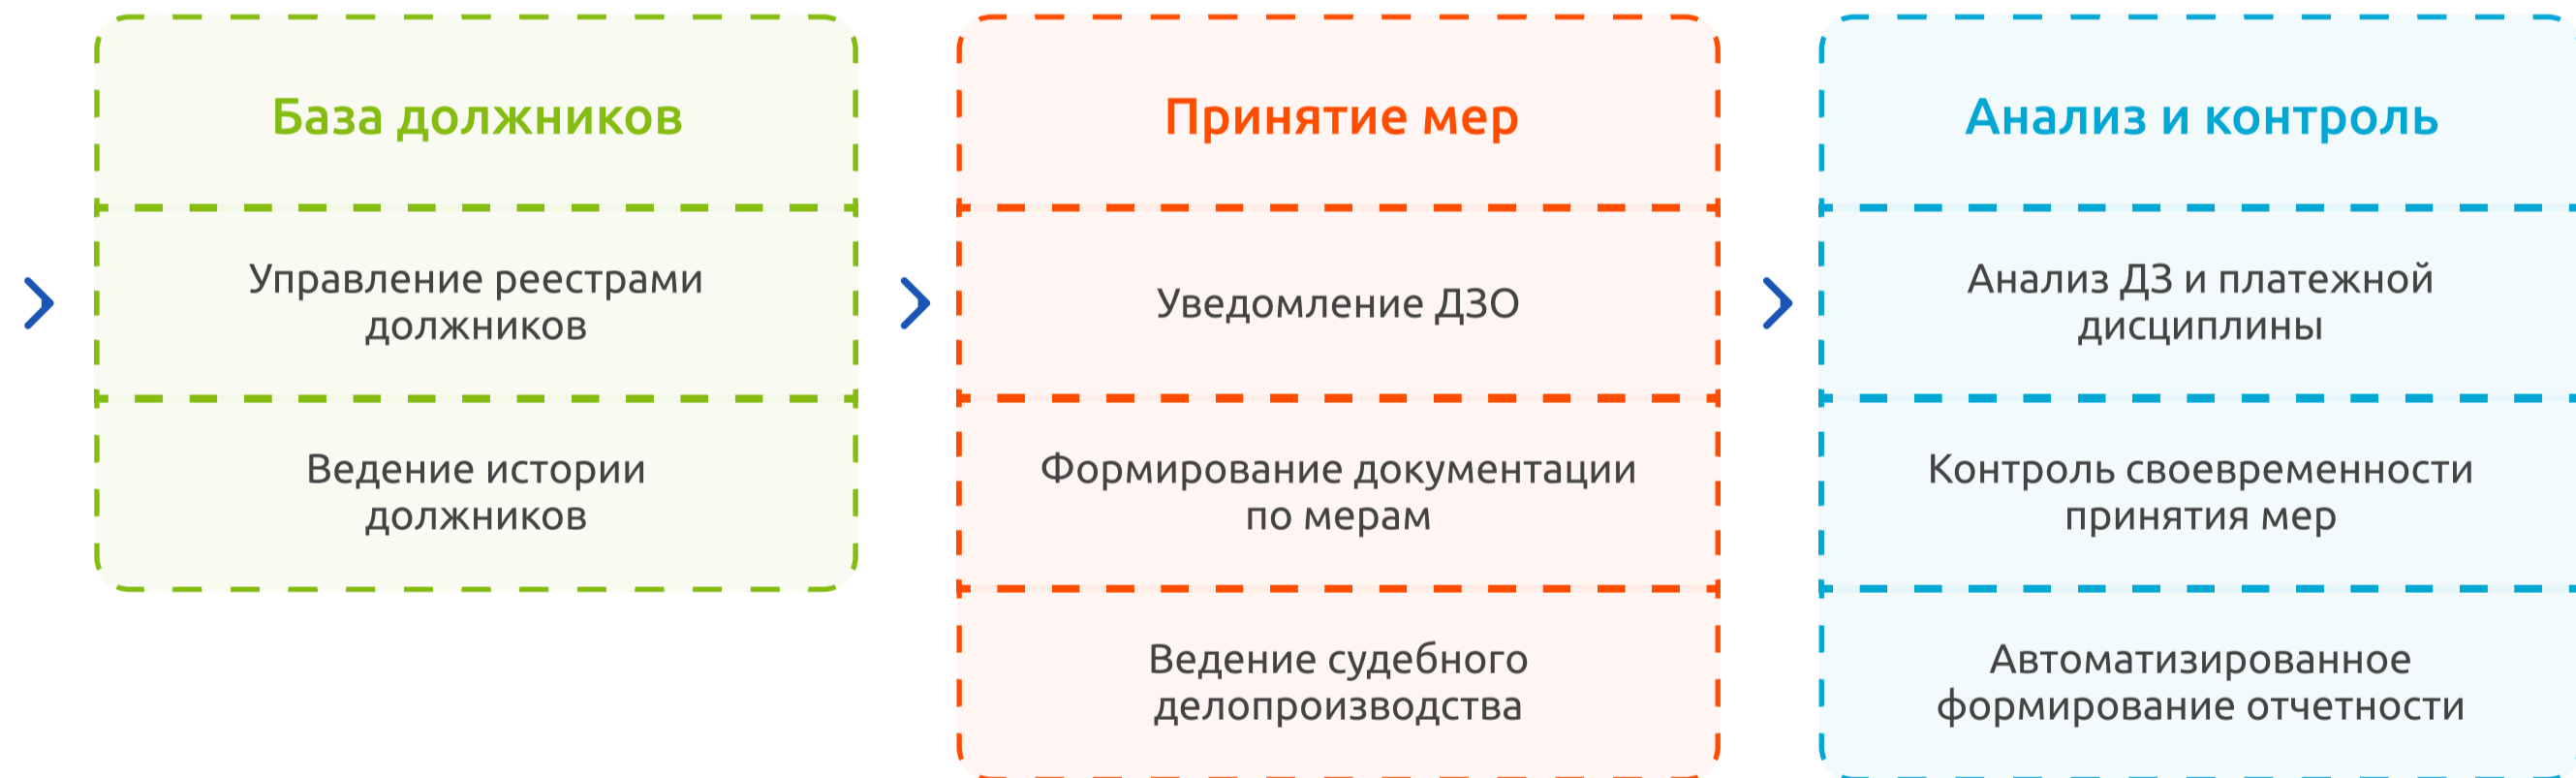 База должников
Управление реестрами
должников
Ведение истории
должников
Принятие мер
Уведомление ДЗО
Формирование документации
по мерам
Ведение судебного
делопроизводства
Анализ и контроль
Анализ ДЗ и платежной
дисциплины
Контроль своевременности
принятия мер
Автоматизированное
формирование отчетности